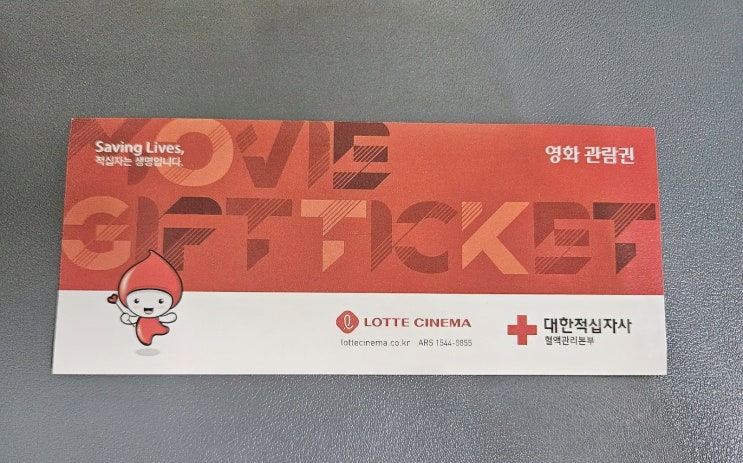 MOVIE
GIFT TICKET
Saving Lives,
적십자는 생명입니다.
영화 관람권
LOTTE CINEMA
lottecinema.co.kr ARS 1544-8855
대한적십자사
혈액관리본부